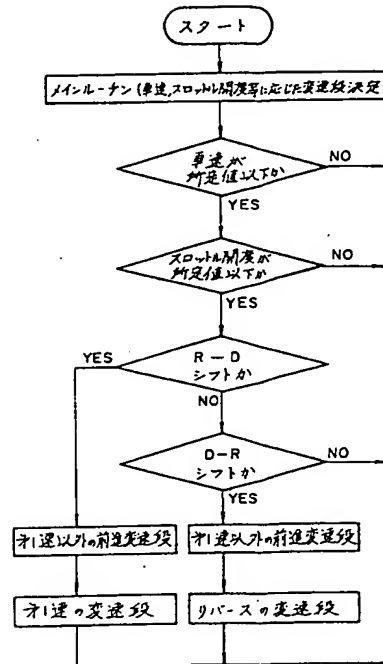 スタート
メインルーチン(車速,スロットル開度等に応じた変速段決定
車速が
所定値以下か
NO
YES
スロットル開度が
所定値以下か
NO
YES
YES
R－D
シフトか
NO
D－R
シフトか
NO
YES
才1速以外の前進変速段
才1速以外の前進変速段
才1速の変速段
リバースの変速段